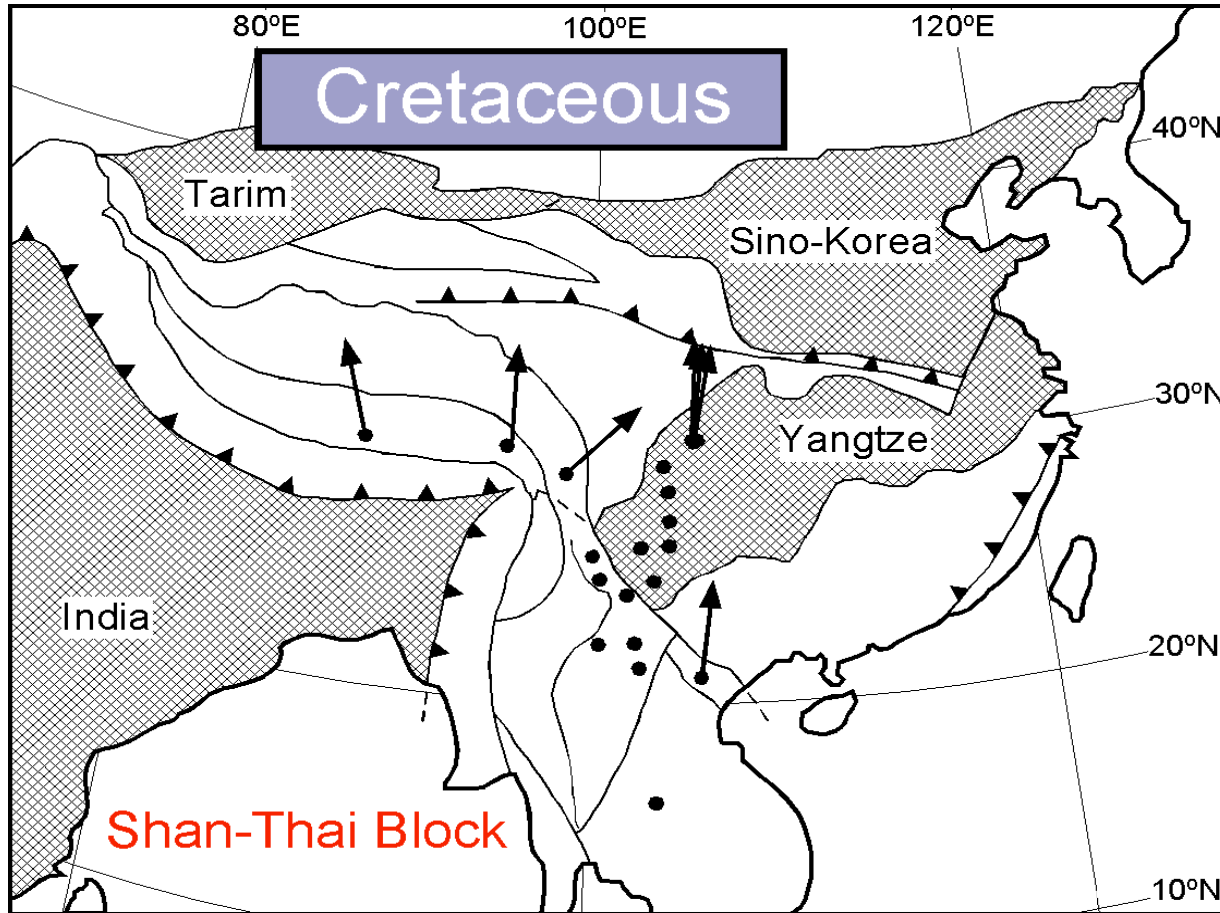 80ºE
100ºE
120ºE
Cretaceous
40ºN
Tarim
Sino-Korea
30ºN
Yangtze
India
20ºN
Shan-Thai Block
10ºN